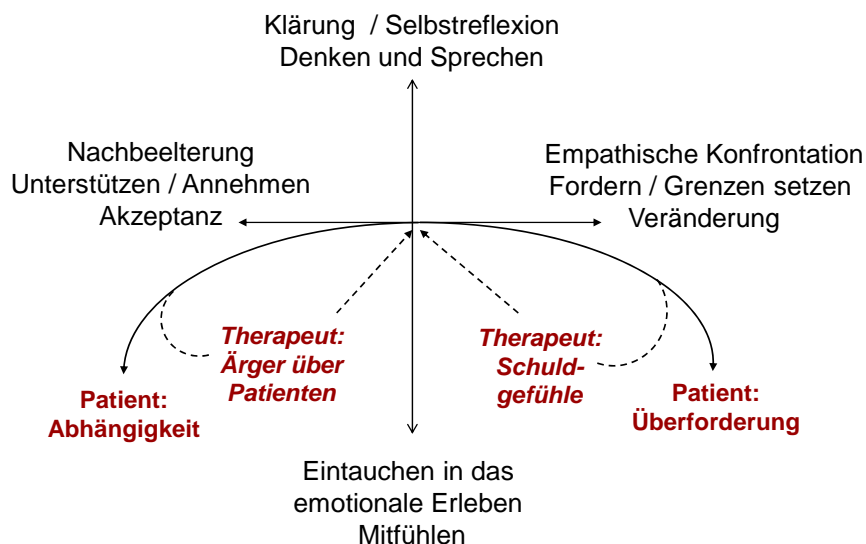 Klärung / Selbstreflexion
Denken und Sprechen
Nachbeelterung
Unterstützen / Annehmen
Akzeptanz
Empathische Konfrontation
Fordern / Grenzen setzen
Veränderung
Therapeut:
Ärger über
Patienten
Therapeut:
Schuld-
gefühle
Patient:
Abhängigkeit
Patient:
Überforderung
Eintauchen in das
emotionale Erleben
Mitfühlen